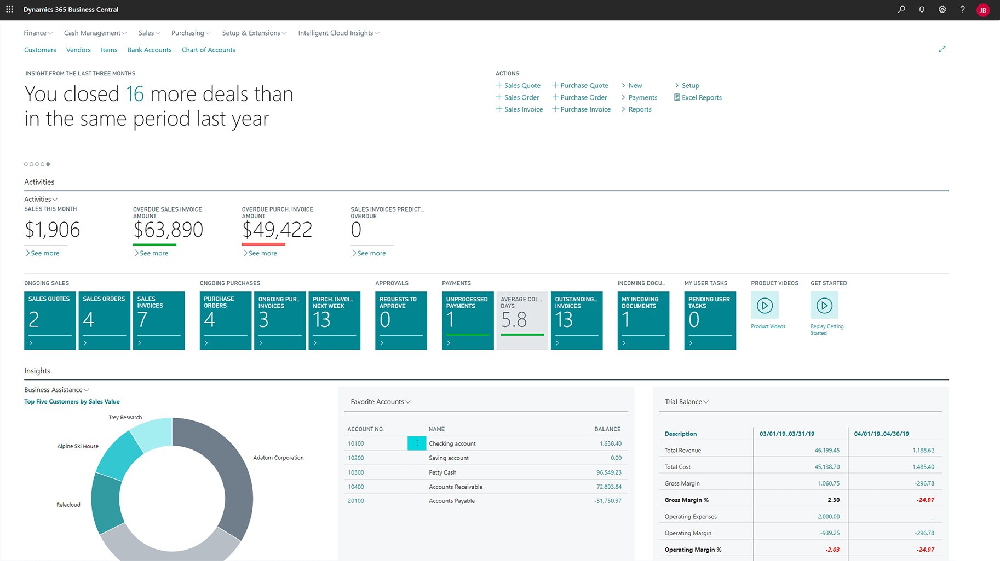 Dynamics 365 Business Central
JB
Finance Cash Management Sales Purchasing Setup & Extensions Intelligent Cloud Insights
Customers Vendors Items Bank Accounts Chart of Accounts
INSIGHT FROM THE LAST THREE MONTHS
You closed 16 more deals than
in the same period last year
ACTIONS
+ Sales Quote + Purchase Quote > New > Setup
+ Sales Order + Purchase Order > Payments Excel Reports
+ Sales Invoice + Purchase Invoice > Reports
Activities
Activities
SALES THIS MONTH
$1,906
>See more
OVERDUE SALES INVOICE
AMOUNT
$63,890
>See more
OVERDUE PURCH. INVOICE
AMOUNT
$49,422
>See more
SALES INVOICES PREDICT...
OVERDUE
0
>See more
ONGOING SALES
SALES QUOTES
2
SALES ORDERS
4
SALES
INVOICES
7
ONGOING PURCHASES
PURCHASE
ORDERS
4
ONGOING PUR...
INVOICES
3
PURCH. INVOI...
NEXT WEEK
13
APPROVALS
REQUESTS TO
APPROVE
0
PAYMENTS
UNPROCESSED
PAYMENTS
1
AVERAGE COL...
DAYS
5.8
OUTSTANDING...
INVOICES
13
INCOMING DOCU...
MY INCOMING
DOCUMENTS
1
MY USER TASKS
PENDING USER
TASKS
0
PRODUCT VIDEOS
Product Videos
GET STARTED
Replay Getting
Started
Insights
Business Assistance
Top Five Customers by Sales Value
Trey Research
Alpine Ski House
Adatum Corporation
Relecloud
Favorite Accounts
ACCOUNT NO. NAME BALANCE
10100 Checking account 1,638.40
10200 Saving account 0.00
10300 Petty Cash 96,549.23
10400 Accounts Receivable 72,893.84
20100 Accounts Payable -51,750.97
Trial Balance
Description 03/01/19..03/31/19 04/01/19..04/30/19
Total Revenue 46,199.45 1,188.62
Total Cost 45,138.70 1,485.40
Gross Margin 1,060.75 -296.78
Gross Margin % 2.30 -24.97
Operating Expenses 2,000.00 _
Operating Margin -939.25 -296.78
Operating Margin % -2.03 -24.97